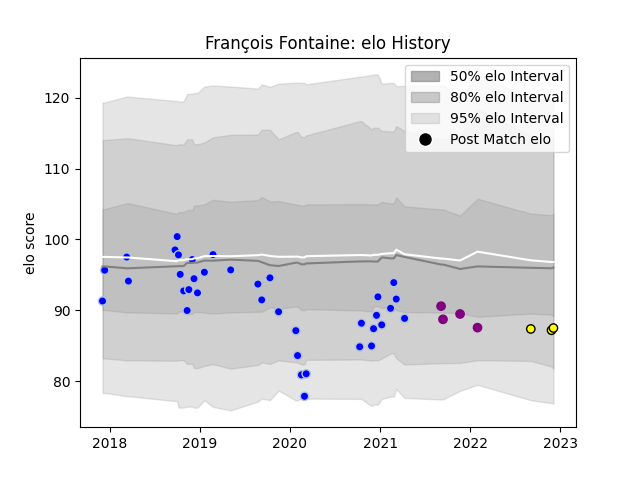 François Fontaine: elo History
50% elo Interval
80% elo Interval
95% elo Interval
Post Match elo
elo score
120
110
100
90
80
2018
2019
2020
2021
2022
2023